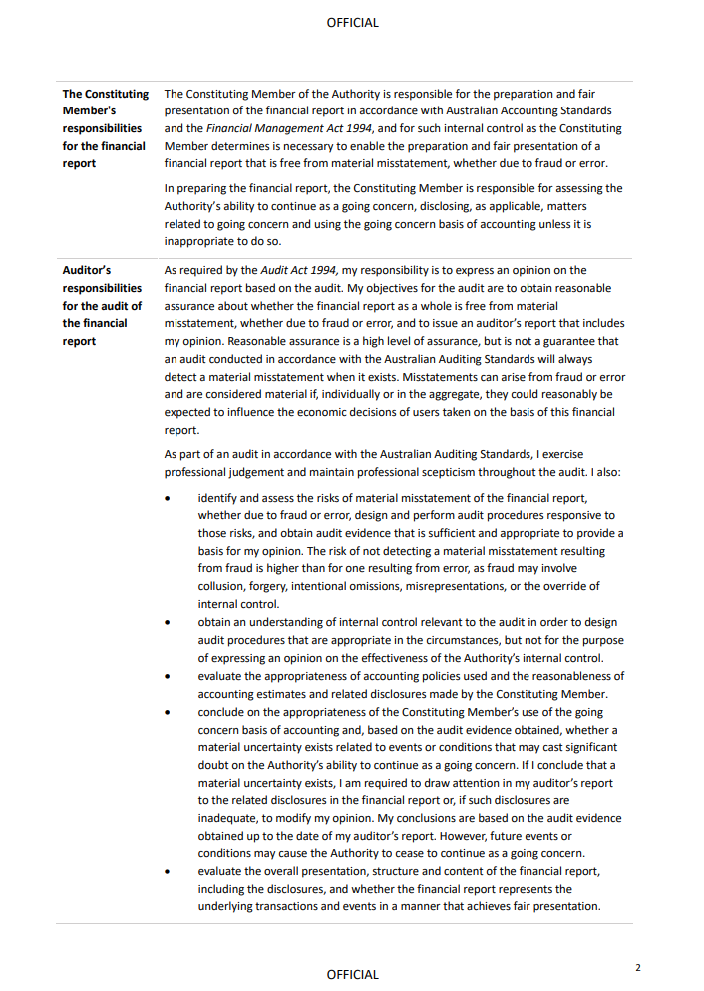 OFFICIAL
The Constituting
Member's
responsibilities
for the financial
report
The Constituting Member of the Authority is responsible for the preparation and fair
presentation of the financial report in accordance with Australian Accounting Standards
and the Financial Management Act 1994, and for such internal control as the Constituting
Member determines is necessary to enable the preparation and fair presentation of a
financial report that is free from material misstatement, whether due to fraud or error.
In preparing the financial report, the Constituting Member is responsible for assessing the
Authority's ability to continue as a going concern, disclosing, as applicable, matters
related to going concern and using the going concern basis of accounting unless it is
inappropriate to do so.
Auditor's
responsibilities
for the audit of
the financial
report
As required by the Audit Act 1994, my responsibility is to express an opinion on the
financial report based on the audit. My objectives for the audit are to obtain reasonable
assurance about whether the financial report as a whole is free from material
misstatement, whether due to fraud or error, and to issue an auditor's report that includes
my opinion. Reasonable assurance is a high level of assurance, but is not a guarantee that
an audit conducted in accordance with the Australian Auditing Standards will always
detect a material misstatement when it exists. Misstatements can arise from fraud or error
and are considered material if, individually or in the aggregate, they could reasonably be
expected to influence the economic decisions of users taken on the basis of this financial
report.
As part of an audit in accordance with the Australian Auditing Standards, I exercise
professional judgement and maintain professional scepticism throughout the audit. I also:
• identify and assess the risks of material misstatement of the financial report,
whether due to fraud or error, design and perform audit procedures responsive to
those risks, and obtain audit evidence that is sufficient and appropriate to provide a
basis for my opinion. The risk of not detecting a material misstatement resulting
from fraud is higher than for one resulting from error, as fraud may involve
collusion, forgery, intentional omissions, misrepresentations, or the override of
internal control.
• obtain an understanding of internal control relevant to the audit in order to design
audit procedures that are appropriate in the circumstances, but not for the purpose
of expressing an opinion on the effectiveness of the Authority's internal control.
• evaluate the appropriateness of accounting policies used and the reasonableness of
accounting estimates and related disclosures made by the Constituting Member.
• conclude on the appropriateness of the Constituting Member's use of the going
concern basis of accounting and, based on the audit evidence obtained, whether a
material uncertainty exists related to events or conditions that may cast significant
doubt on the Authority's ability to continue as a going concern. If I conclude that a
material uncertainty exists, I am required to draw attention in my auditor's report
to the related disclosures in the financial report or, if such disclosures are
inadequate, to modify my opinion. My conclusions are based on the audit evidence
obtained up to the date of my auditor's report. However, future events or
conditions may cause the Authority to cease to continue as a going concern.
• evaluate the overall presentation, structure and content of the financial report,
including the disclosures, and whether the financial report represents the
underlying transactions and events in a manner that achieves fair presentation.
2
OFFICIAL